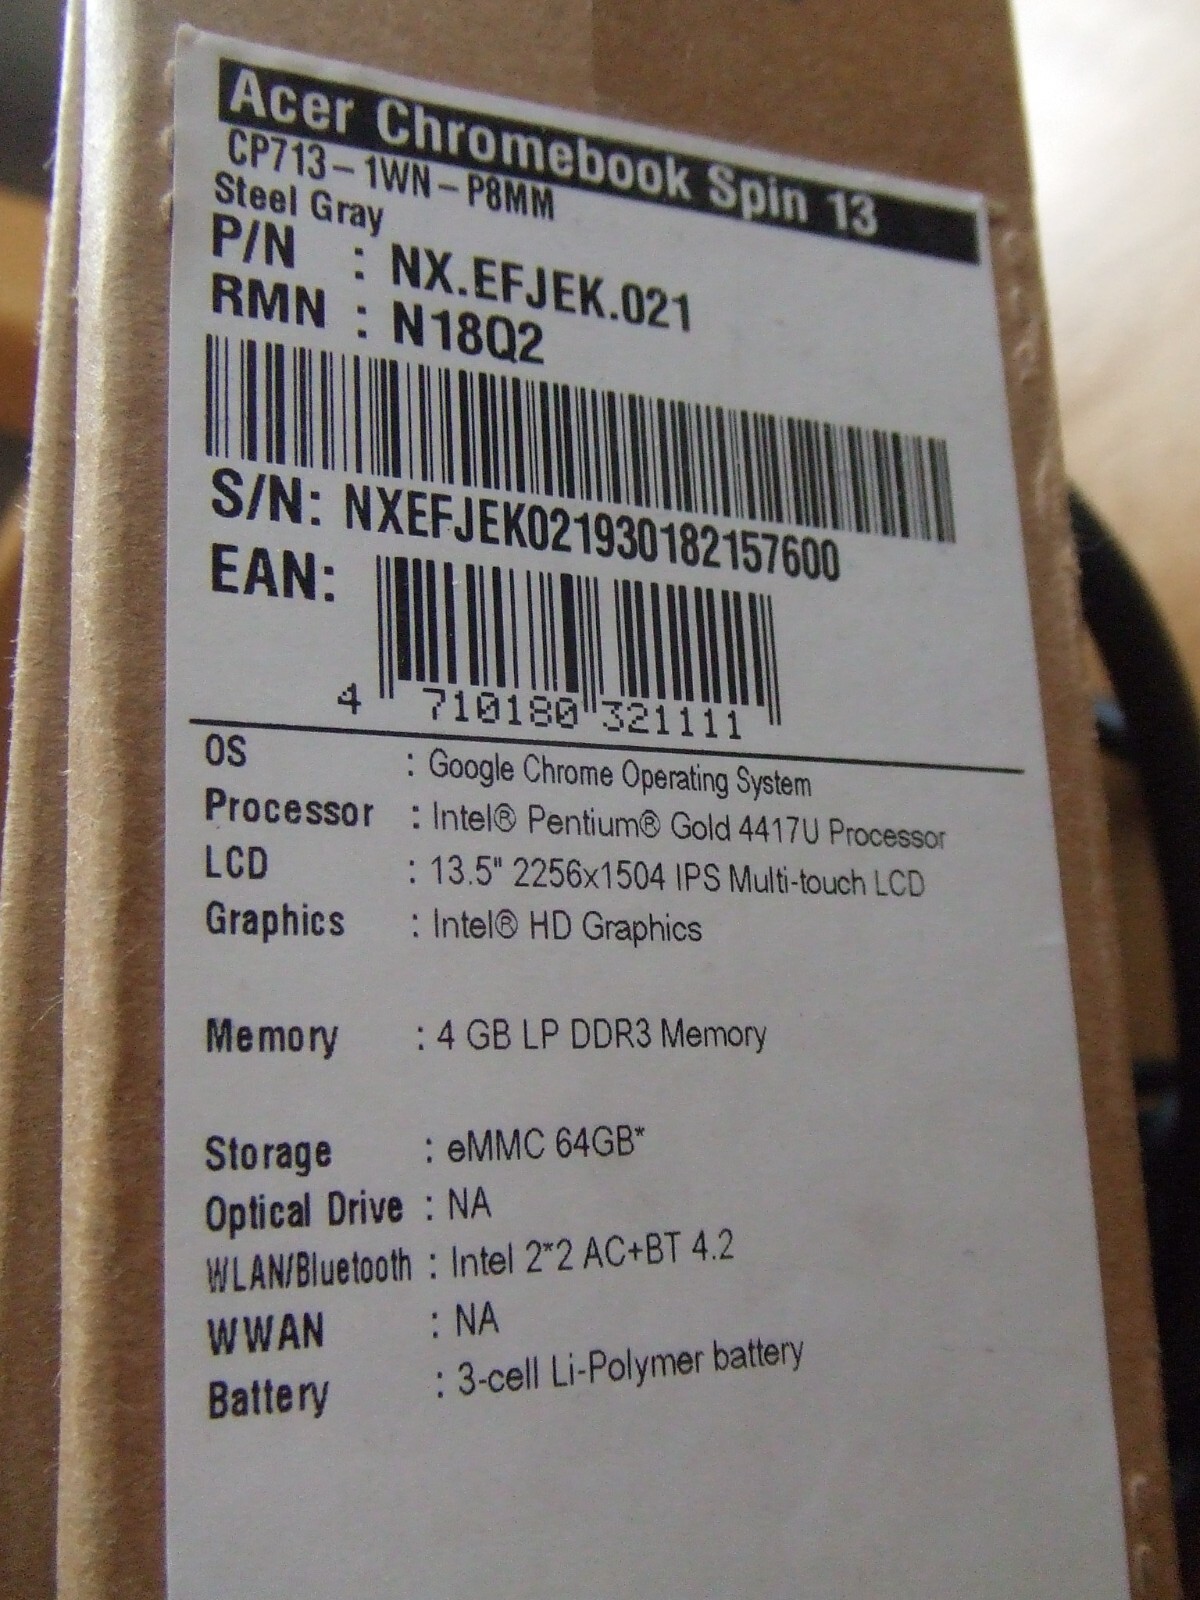 Acer Chromebook Spin 13
CP713-1WN-P8MM
Steel Gray
P/N : NX.EFJEK.021
RMN : N18Q2
S/N: NXEFJEK021930182157600
EAN:
4 710180 321111
OS : Google Chrome Operating System
Processor : Intel® Pentium® Gold 4417U Processor
LCD : 13.5" 2256x1504 IPS Multi-touch LCD
Graphics : Intel® HD Graphics
Memory : 4 GB LP DDR3 Memory
Storage : eMMC 64GB*
Optical Drive : NA
WLAN/Bluetooth : Intel 2*2 AC+BT 4.2
WWAN : NA
Battery : 3-cell Li-Polymer battery